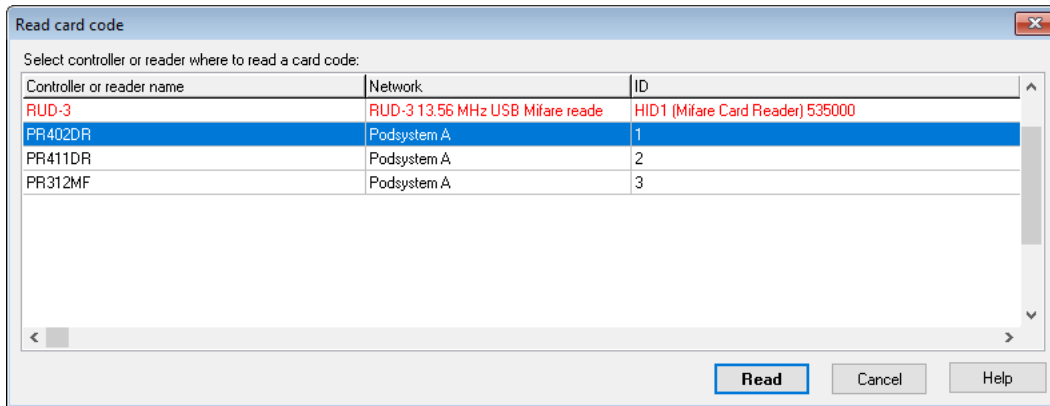 Read card code
Select controller or reader where to read a card code:
Controller or reader name Network ID
RUD-3 RUD-3 13.56 MHz USB Mifare reade HID1 (Mifare Card Reader) 535000
PR402DR Podsystem A 1
PR411DR Podsystem A 2
PR312MF Podsystem A 3
Read Cancel Help